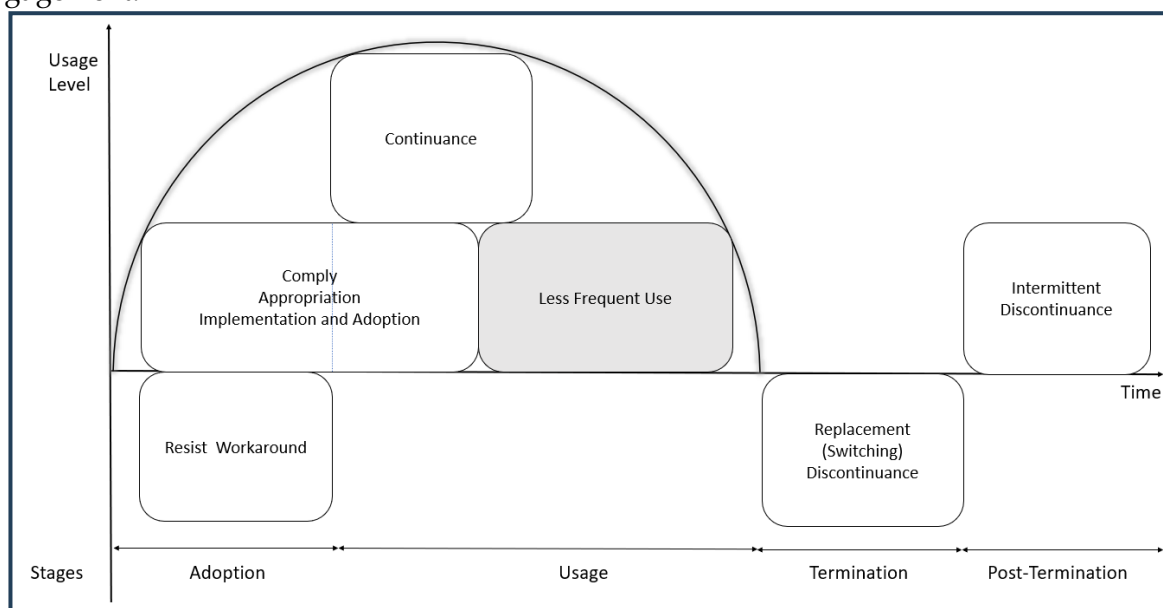 Usage
Level
Continuance
Comply
Appropriation
Implementation and Adoption
Less Frequent Use
Intermittent
Discontinuance
Time
Resist Workaround
Replacement
(Switching)
Discontinuance
Stages
Adoption
Usage
Termination
Post-Termination